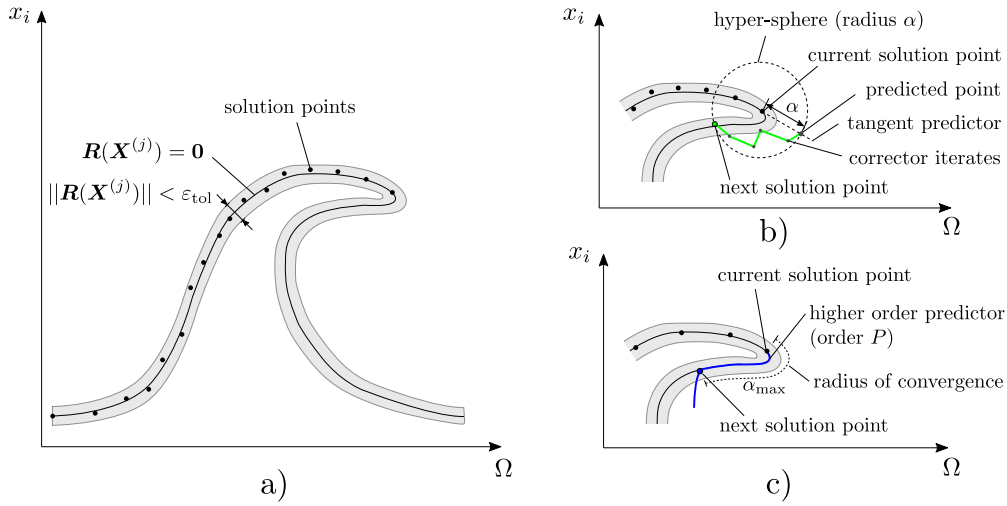 x_i
solution points
R(X^(j)) = 0
||R(X^(j))|| < ε_tol
Ω
a)
x_i
hyper-sphere (radius α)
current solution point
predicted point
α
tangent predictor
corrector iterates
next solution point
Ω
b)
x_i
current solution point
higher order predictor
(order P)
radius of convergence
α_max
next solution point
Ω
c)